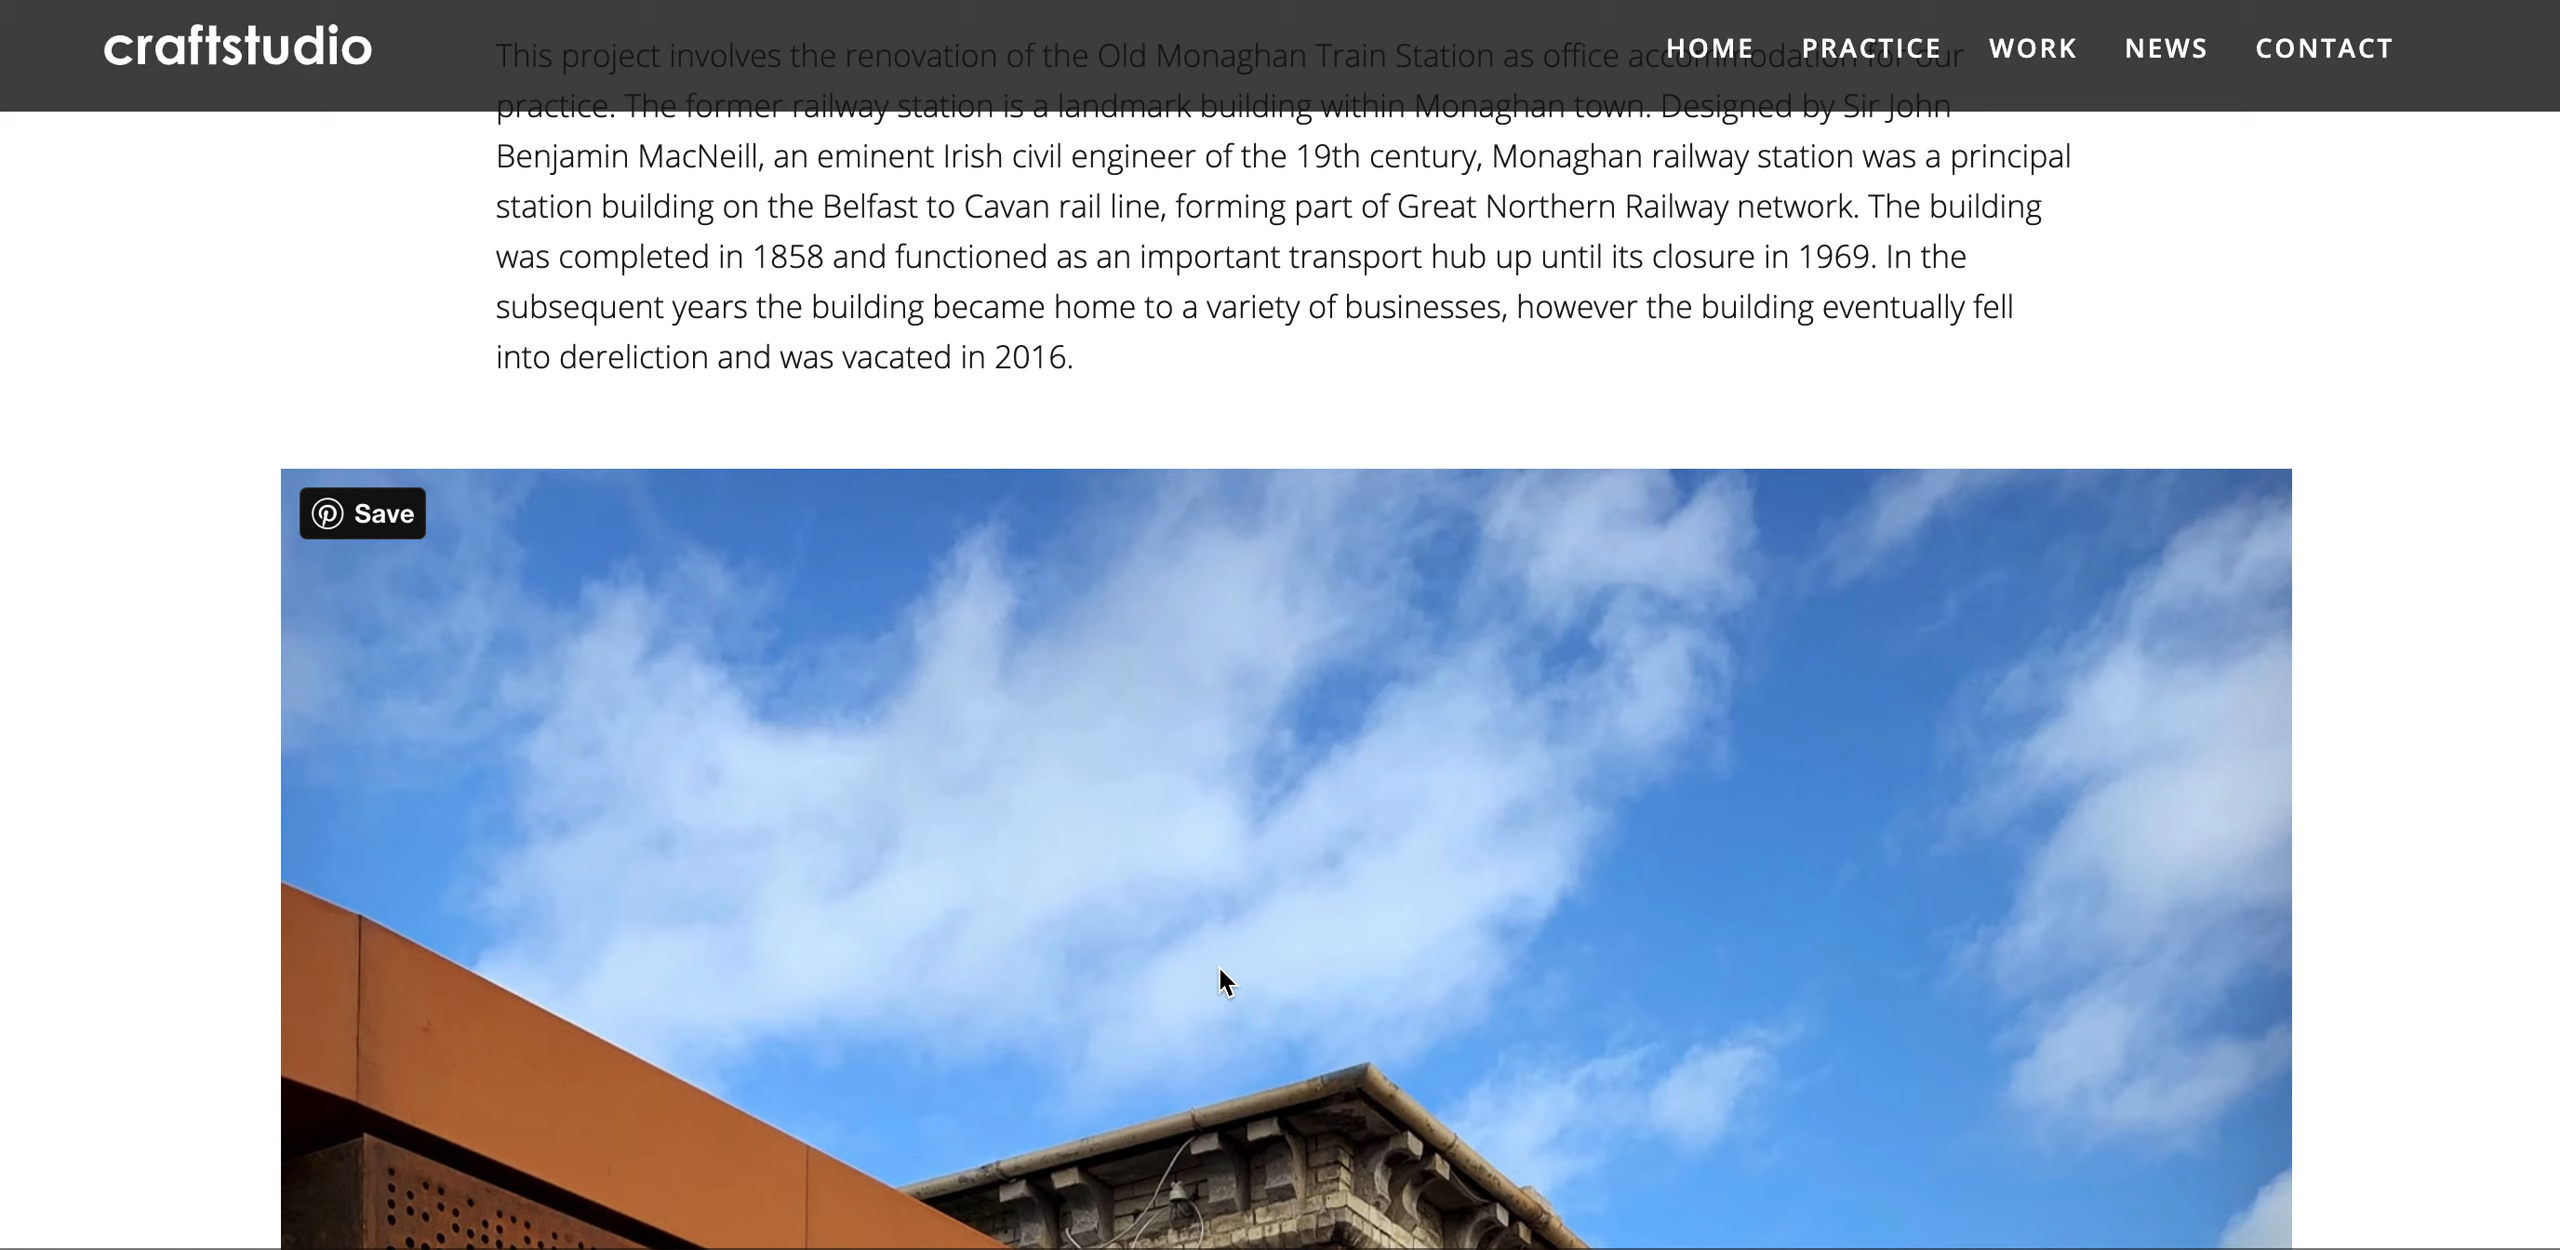 craftstudio
HOME PRACTICE WORK NEWS CONTACT
This project involves the renovation of the Old Monaghan Train Station as office accommodation for our
practice. The former railway station is a landmark building within Monaghan town. Designed by Sir John
Benjamin MacNeill, an eminent Irish civil engineer of the 19th century, Monaghan railway station was a principal
station building on the Belfast to Cavan rail line, forming part of Great Northern Railway network. The building
was completed in 1858 and functioned as an important transport hub up until its closure in 1969. In the
subsequent years the building became home to a variety of businesses, however the building eventually fell
into dereliction and was vacated in 2016.
Save